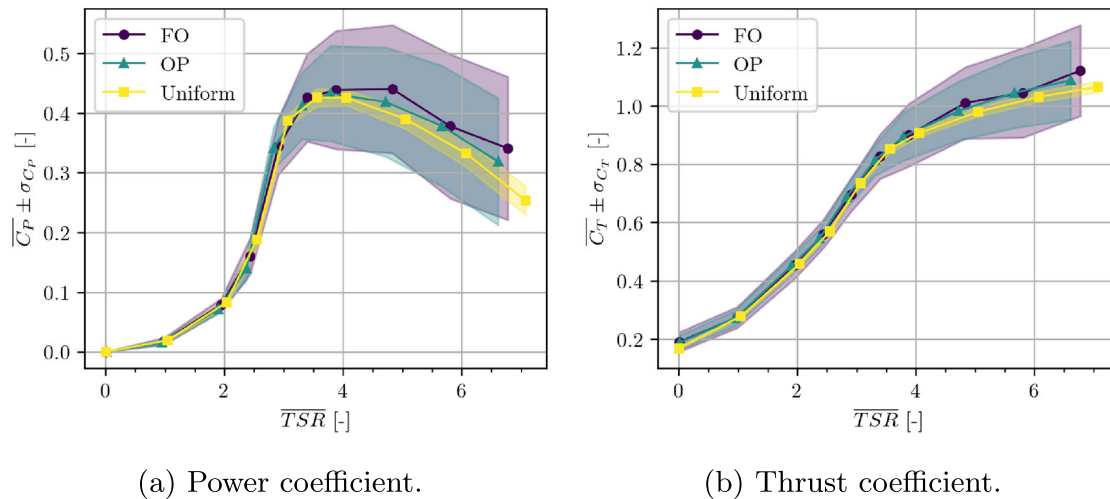 FO
OP
Uniform
0.5
0.4
0.3
0.2
0.1
0.0
0
2
4
6
$\overline{C_P} \pm \sigma_{C_P}$ [-]
$\overline{TSR}$ [-]
(a) Power coefficient.
FO
OP
Uniform
1.2
1.0
0.8
0.6
0.4
0.2
0
2
4
6
$\overline{C_T} \pm \sigma_{C_T}$ [-]
$\overline{TSR}$ [-]
(b) Thrust coefficient.